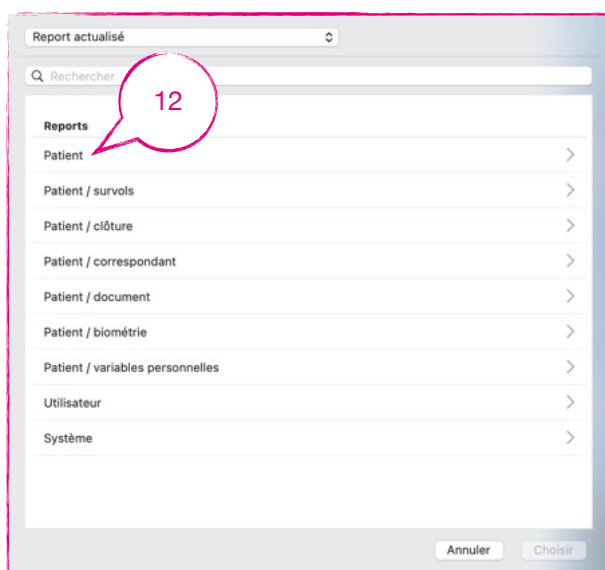 Report actualisé
Rechercher
12
Reports
Patient
Patient / survols
Patient / clôture
Patient / correspondant
Patient / document
Patient / biométrie
Patient / variables personnelles
Utilisateur
Système
Annuler
Choisir